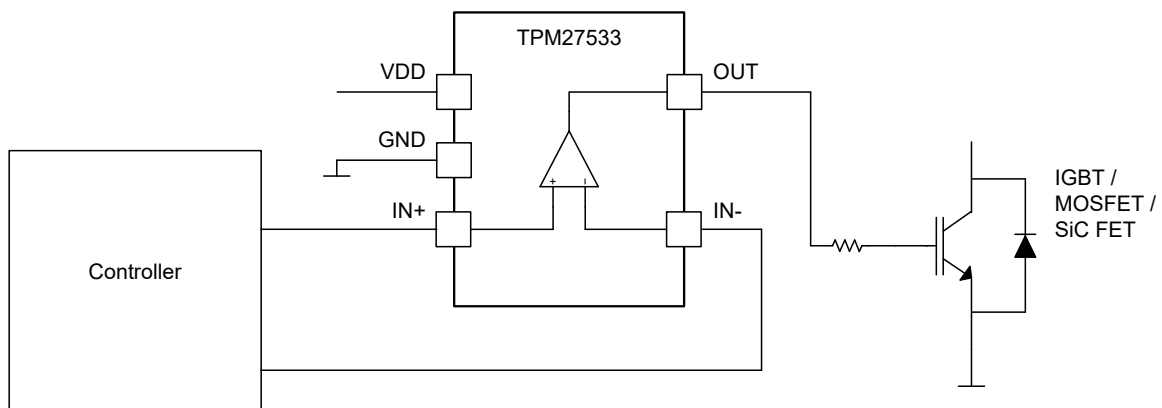 TPM27533
VDD
OUT
GND
IN+
IN-
+
-
Controller
IGBT /
MOSFET /
SiC FET